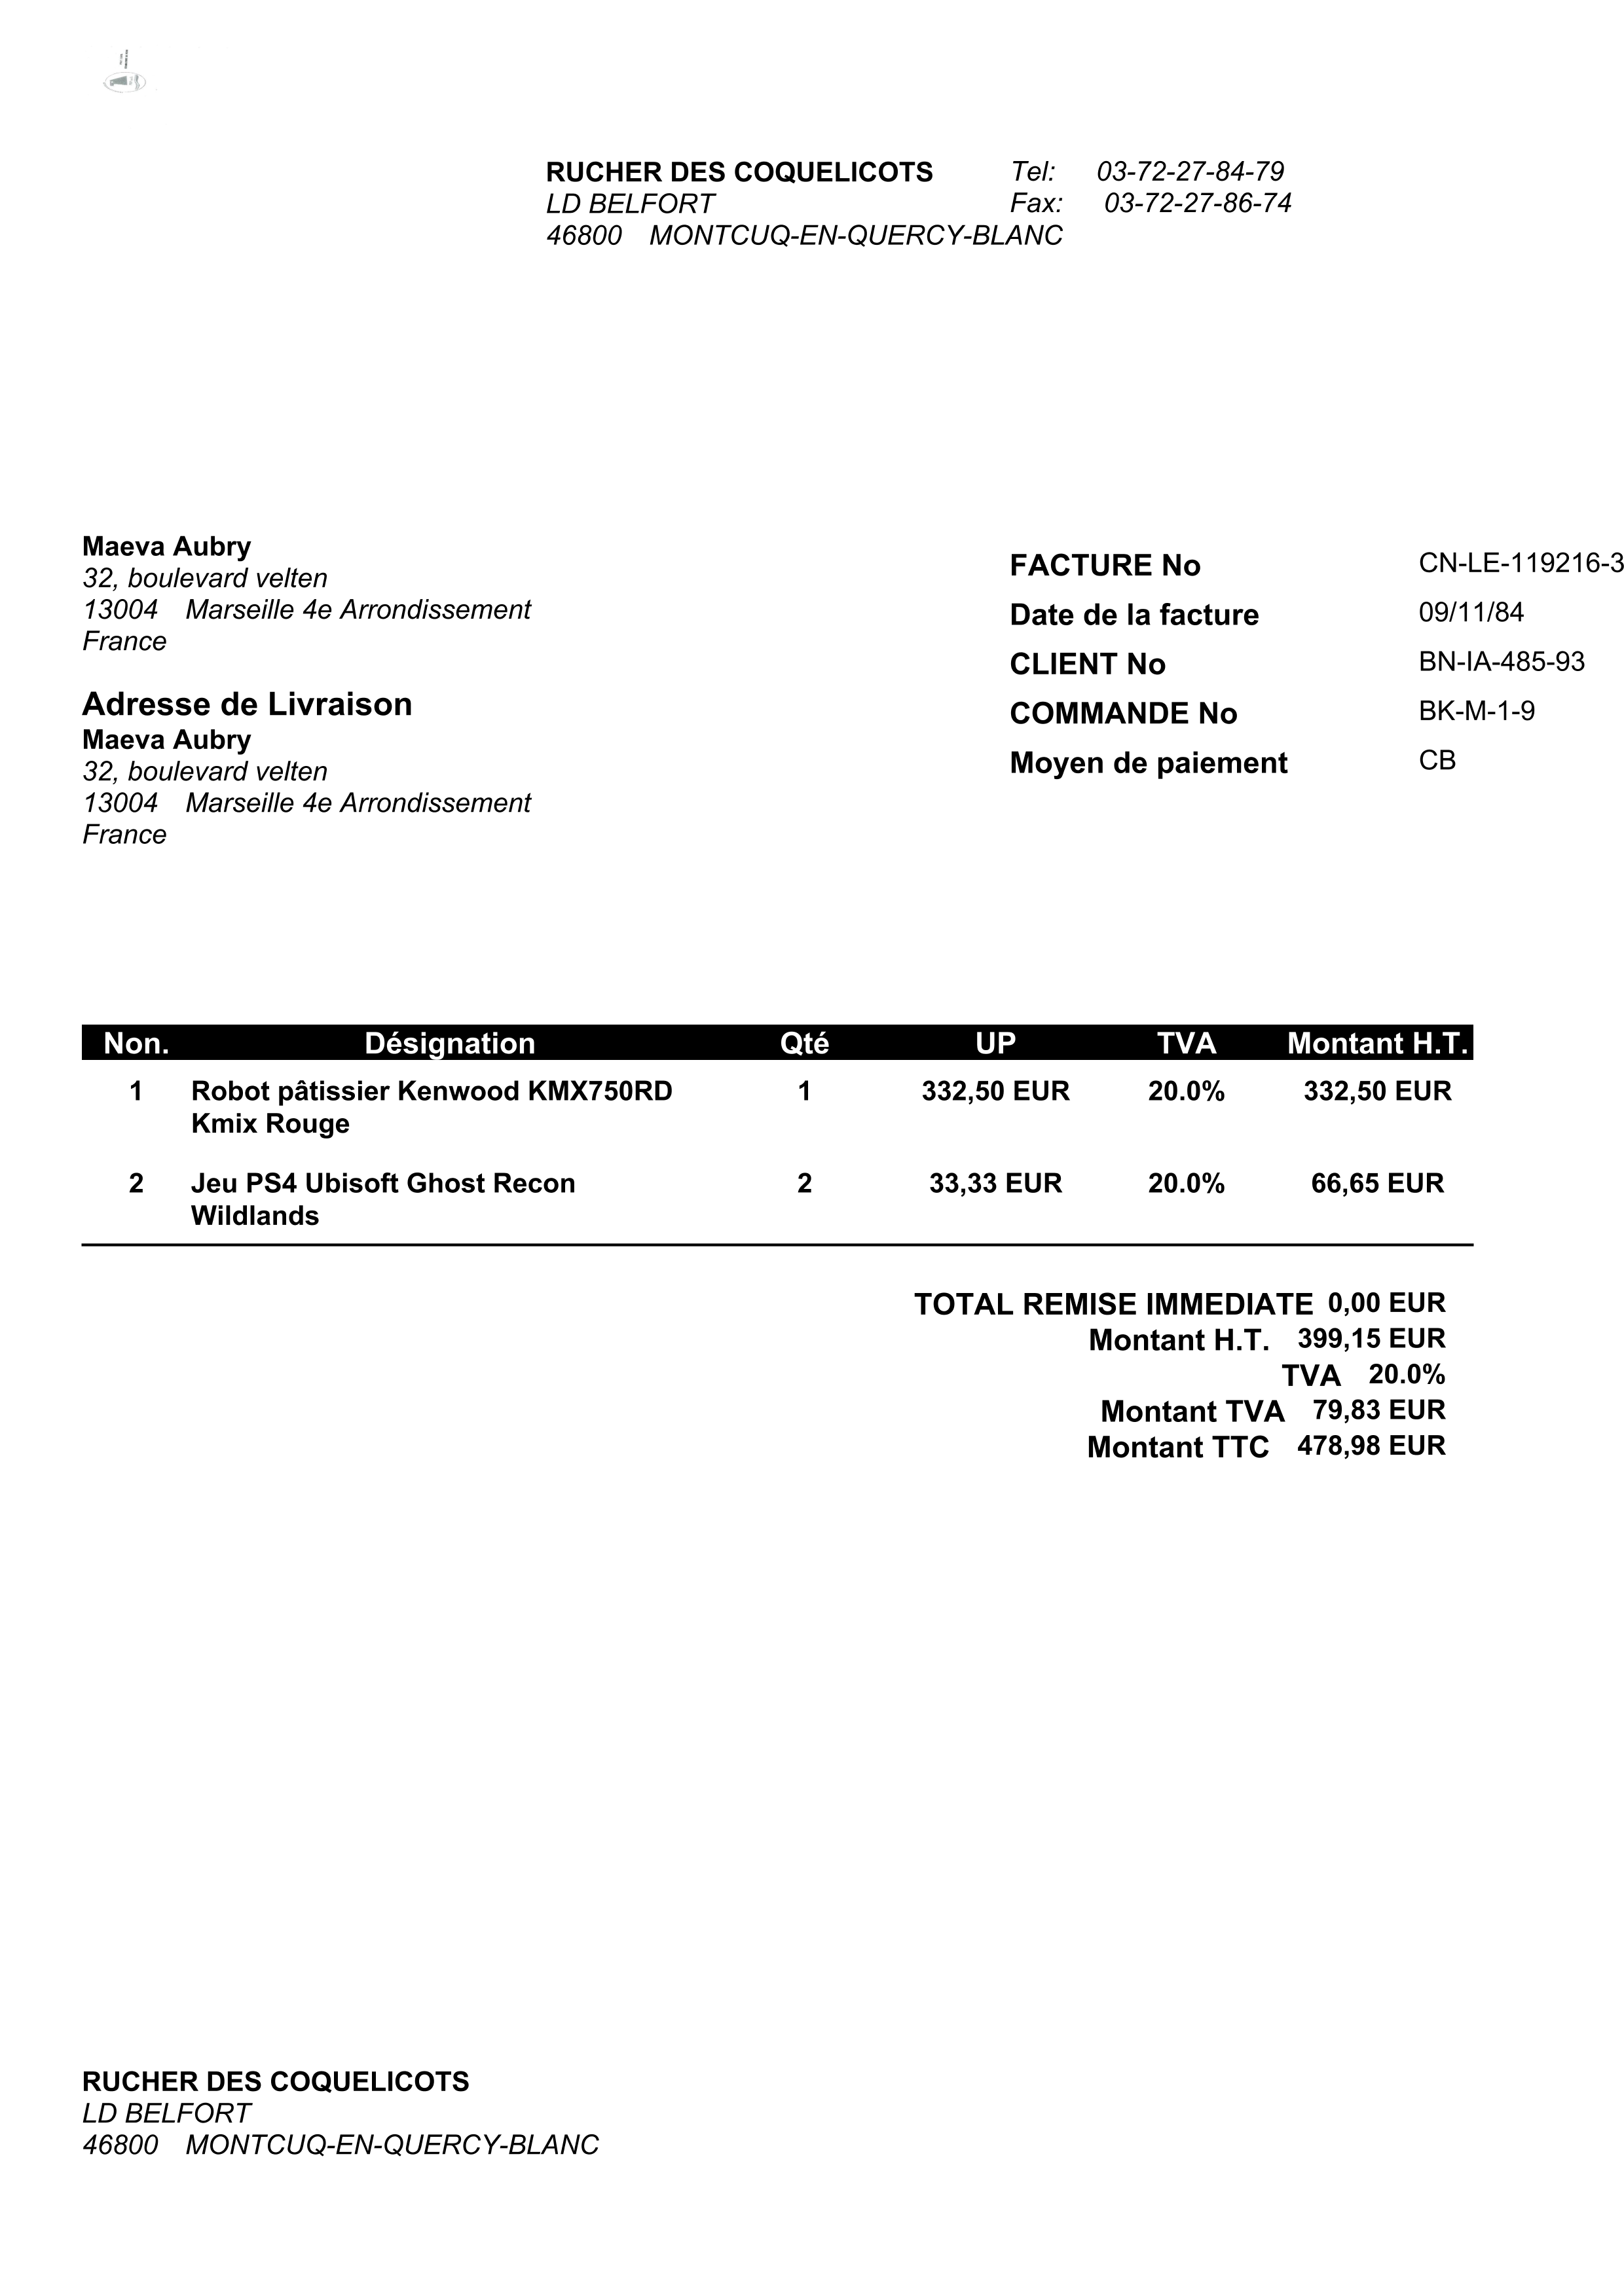 RUCHER DES COQUELICOTS
LD BELFORT
46800 MONTCUQ-EN-QUERCY-BLANC
Tel: 03-72-27-84-79
Fax: 03-72-27-86-74
Maeva Aubry
32, boulevard velten
13004 Marseille 4e Arrondissement
France
Adresse de Livraison
Maeva Aubry
32, boulevard velten
13004 Marseille 4e Arrondissement
France
FACTURE No CN-LE-119216-3
Date de la facture 09/11/84
CLIENT No BN-IA-485-93
COMMANDE No BK-M-1-9
Moyen de paiement CB
Non. Désignation Qté UP TVA Montant H.T.
1 Robot pâtissier Kenwood KMX750RD 1 332,50 EUR 20.0% 332,50 EUR
Kmix Rouge
2 Jeu PS4 Ubisoft Ghost Recon 2 33,33 EUR 20.0% 66,65 EUR
Wildlands
TOTAL REMISE IMMEDIATE 0,00 EUR
Montant H.T. 399,15 EUR
TVA 20.0%
Montant TVA 79,83 EUR
Montant TTC 478,98 EUR
RUCHER DES COQUELICOTS
LD BELFORT
46800 MONTCUQ-EN-QUERCY-BLANC